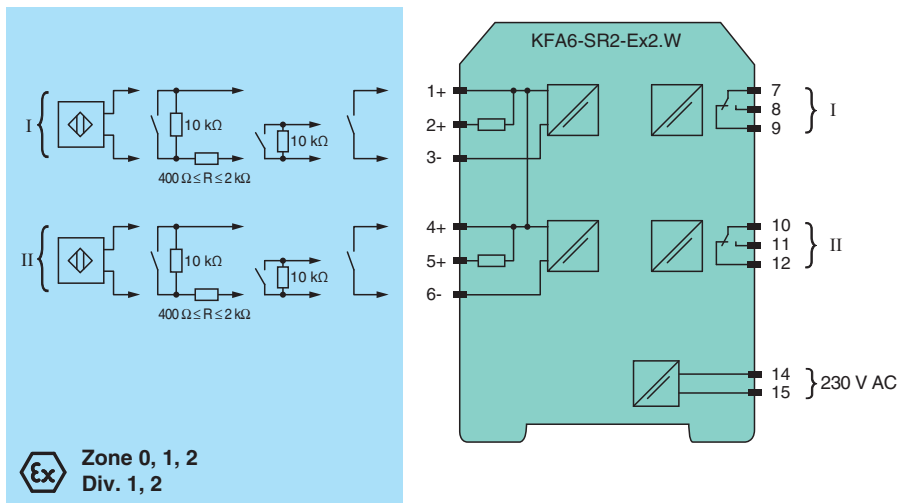 KFA6-SR2-Ex2.W
I
10 kΩ
400 Ω ≤ R ≤ 2 kΩ
10 kΩ
1+
2+
3-
7
8
9
I
II
10 kΩ
400 Ω ≤ R ≤ 2 kΩ
10 kΩ
4+
5+
6-
10
11
12
II
14
15
230 V AC
Ex
Zone 0, 1, 2
Div. 1, 2